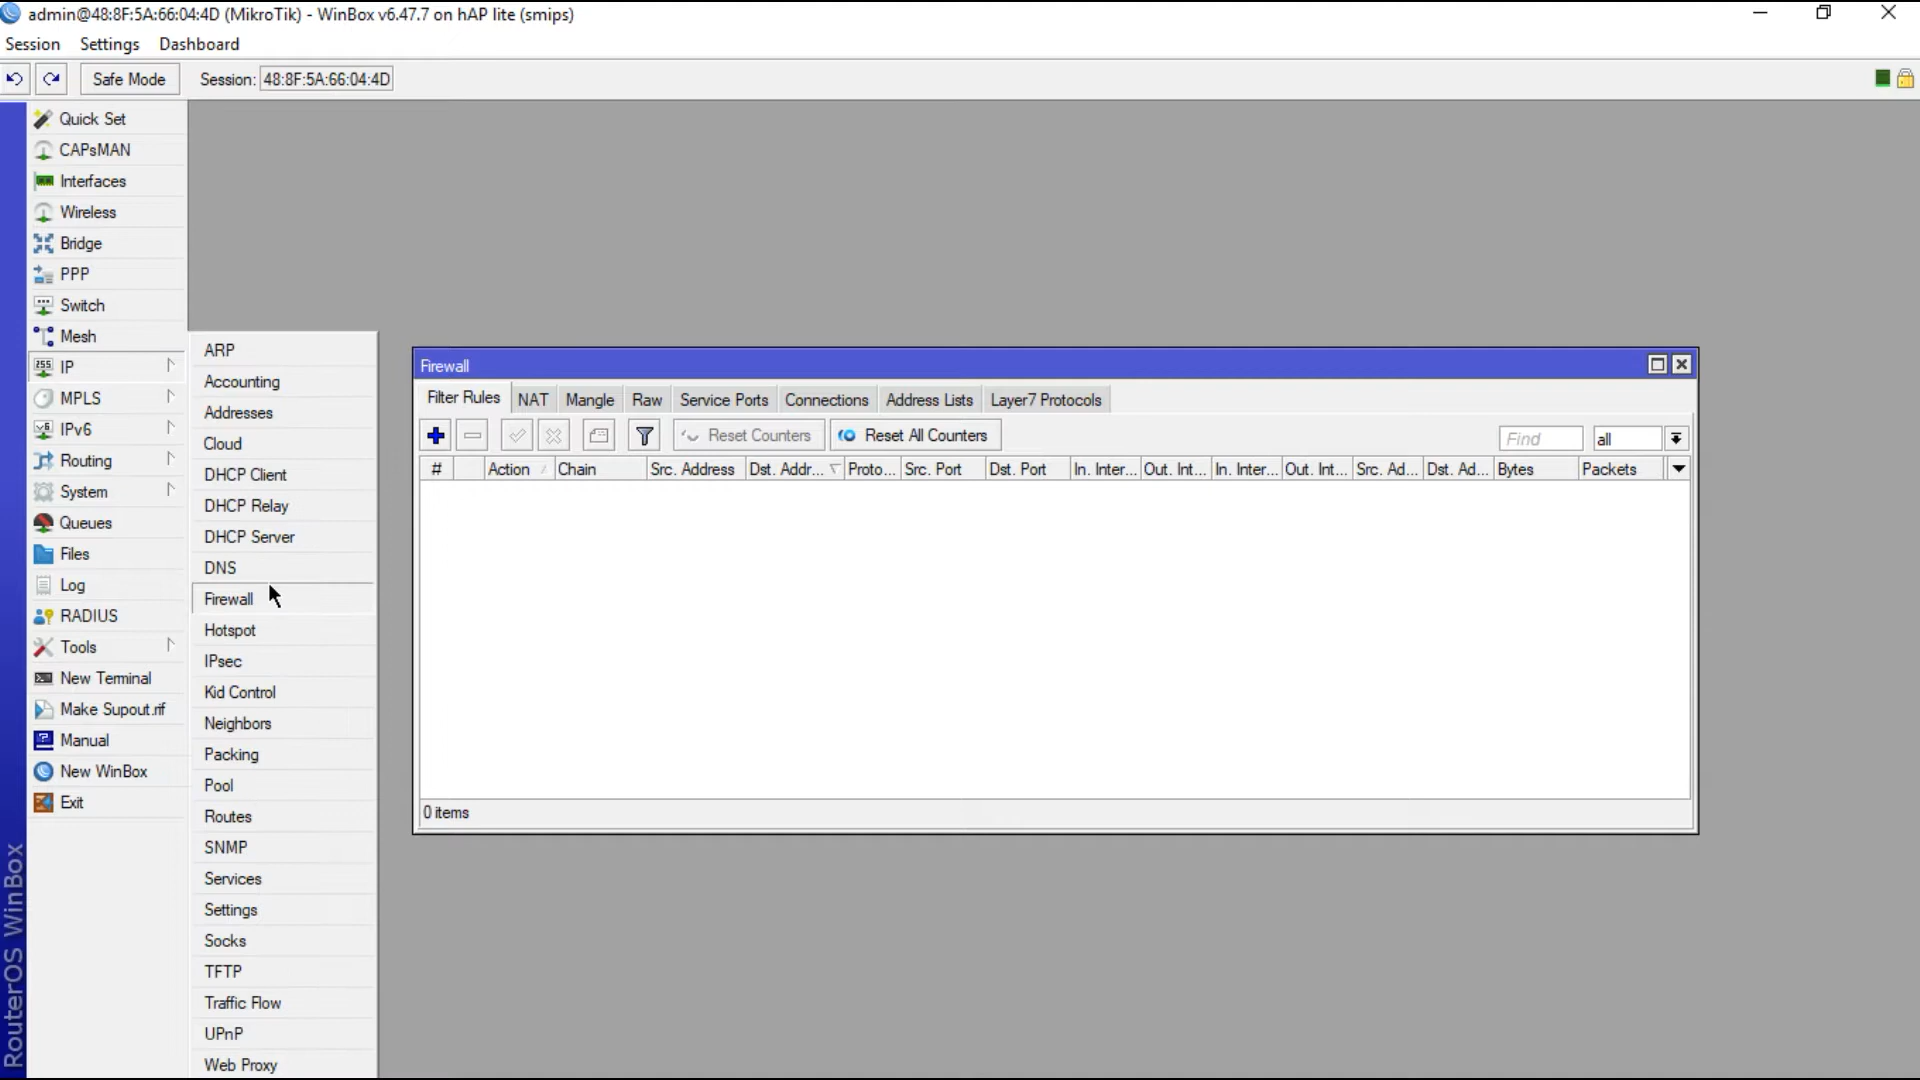 admin@48:8F:5A:66:04:4D (MikroTik) - WinBox v6.47.7 on hAP lite (smips)
Session Settings Dashboard
Safe Mode Session: 48:8F:5A:66:04:4D
Quick Set
CAPsMAN
Interfaces
Wireless
Bridge
PPP
Switch
Mesh
255 IP
MPLS
v6 IPv6
Routing
System
Queues
Files
Log
RADIUS
Tools
New Terminal
Make Supout.rif
Manual
New WinBox
Exit
RouterOS WinBox
ARP
Accounting
Addresses
Cloud
DHCP Client
DHCP Relay
DHCP Server
DNS
Firewall
Hotspot
IPsec
Kid Control
Neighbors
Packing
Pool
Routes
SNMP
Services
Settings
Socks
TFTP
Traffic Flow
UPnP
Web Proxy
Firewall
Filter Rules NAT Mangle Raw Service Ports Connections Address Lists Layer7 Protocols
Reset Counters Reset All Counters Find all
# Action Chain Src. Address Dst. Addr... Proto... Src. Port Dst. Port In. Inter... Out. Int... In. Inter... Out. Int... Src. Ad... Dst. Ad... Bytes Packets
0 items